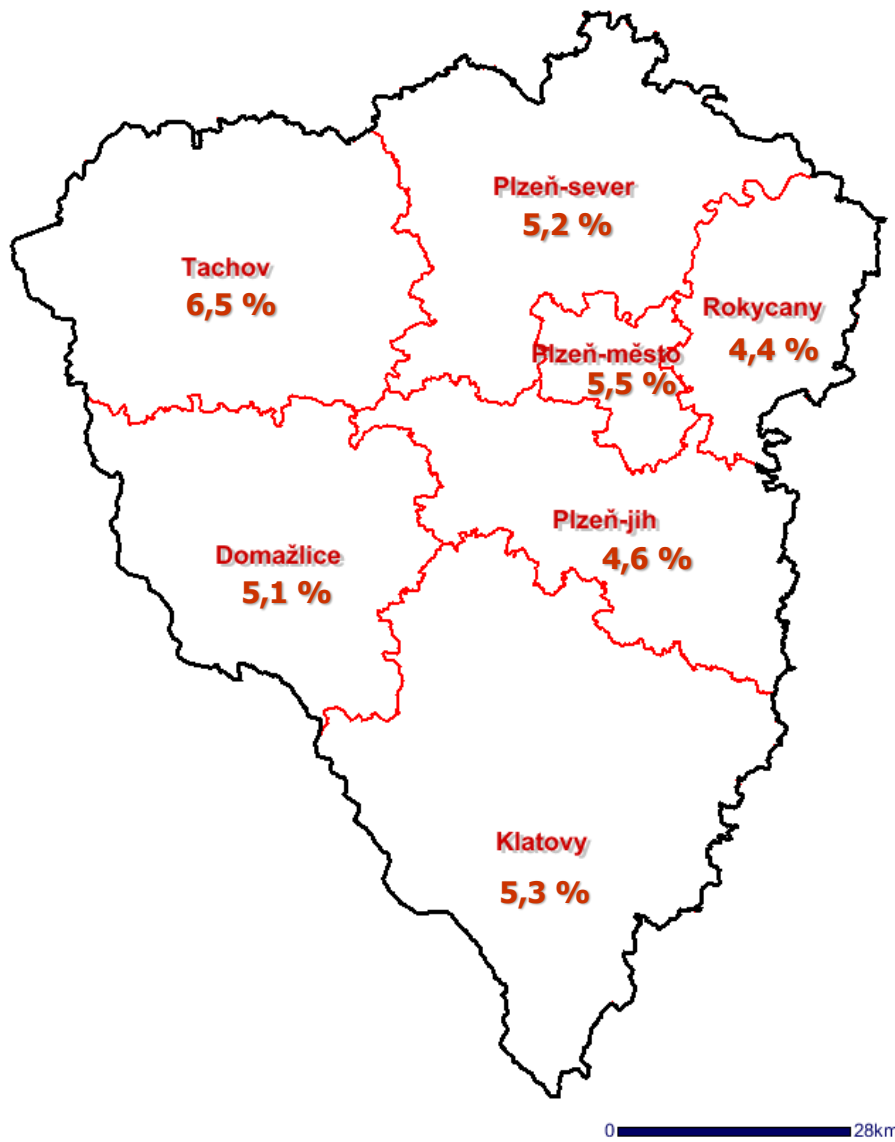 Plzeň-sever
5,2 %
Tachov
6,5 %
Rokycany
4,4 %
Plzeň-město
5,5 %
Plzeň-jih
4,6 %
Domažlice
5,1 %
Klatovy
5,3 %
0 28km